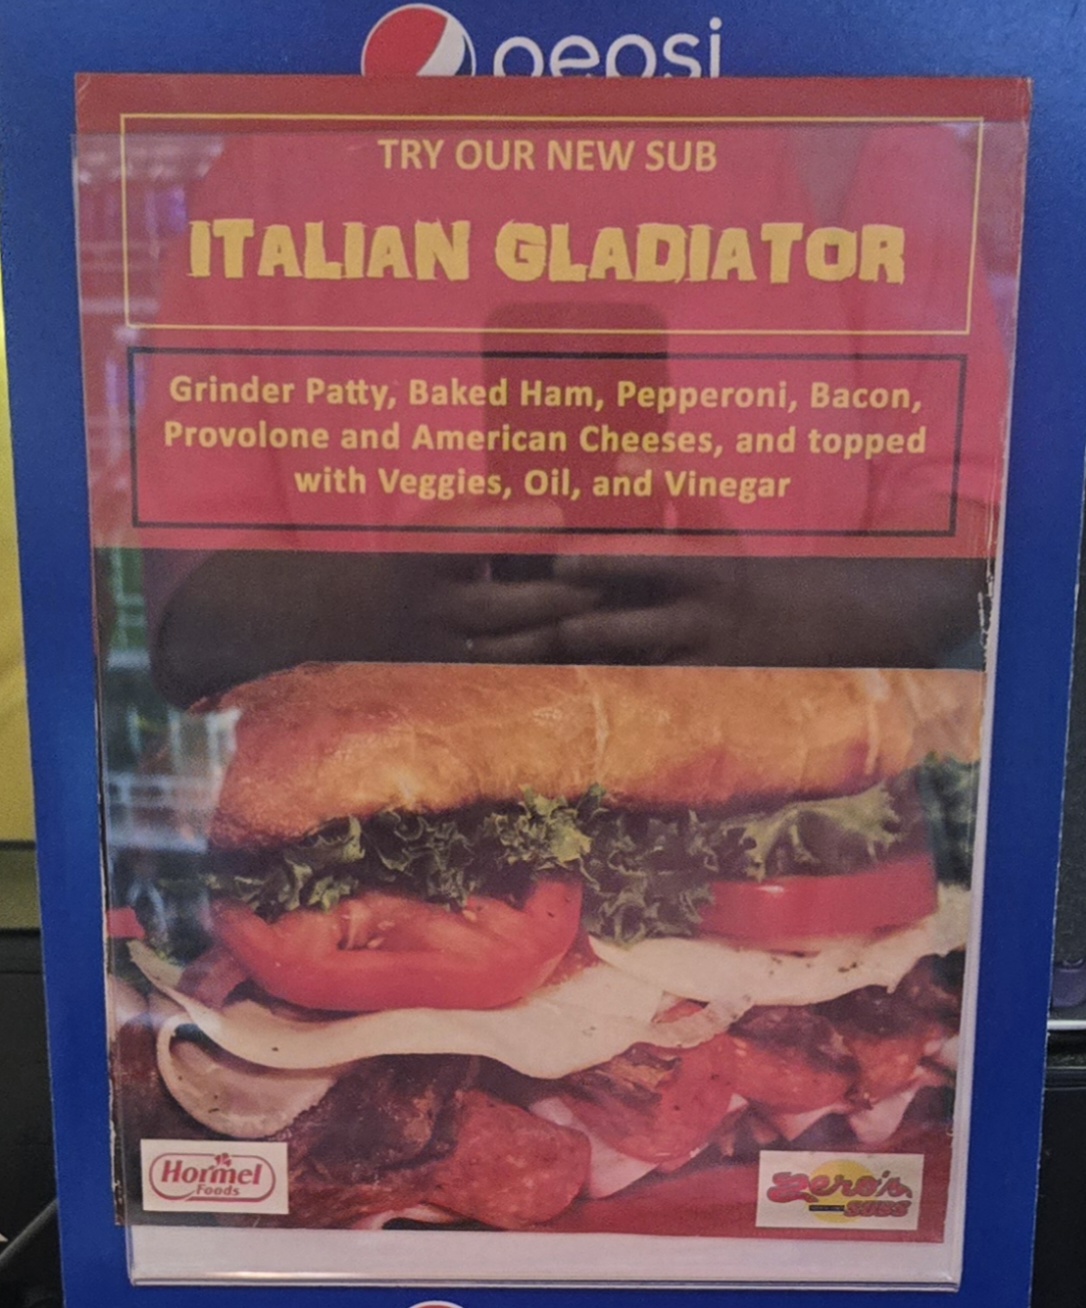 pepsi
TRY OUR NEW SUB
ITALIAN GLADIATOR
Grinder Patty, Baked Ham, Pepperoni, Bacon,
Provolone and American Cheeses, and topped
with Veggies, Oil, and Vinegar
Hormel
Foods
Zero's
SUBS